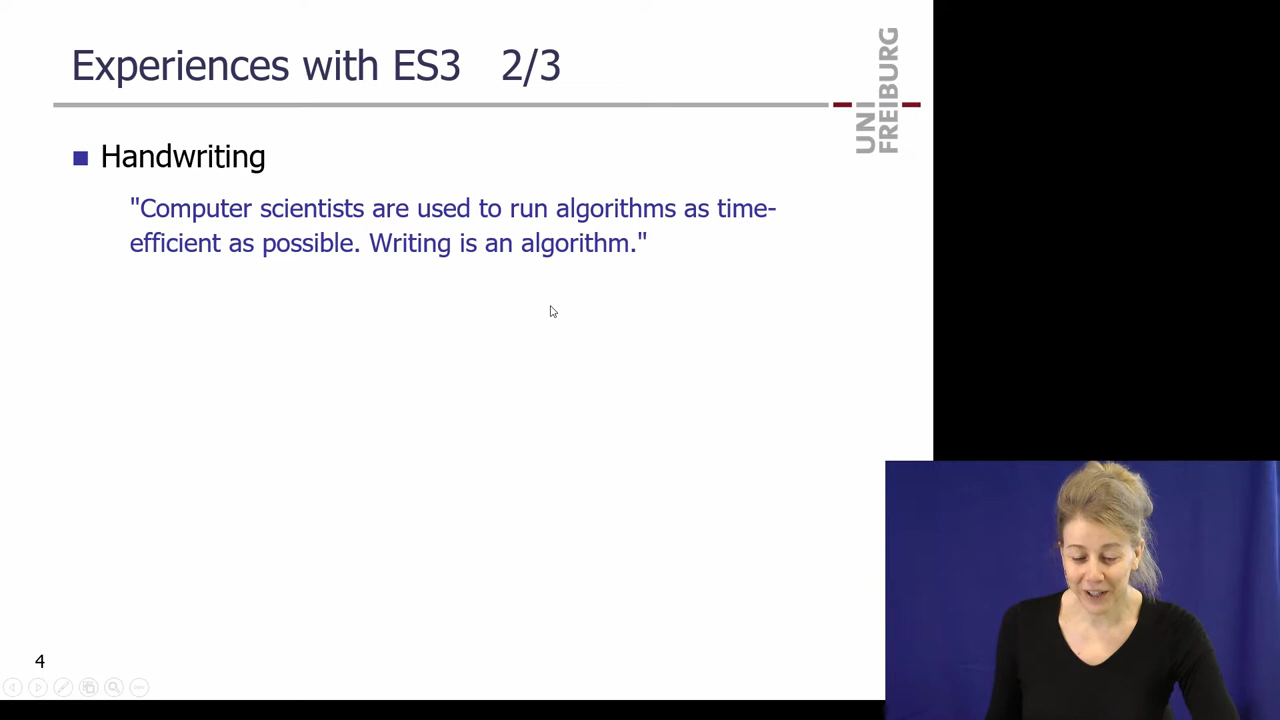 Experiences with ES3 2/3
UNI
FREIBURG
Handwriting
"Computer scientists are used to run algorithms as time-
efficient as possible. Writing is an algorithm."
4